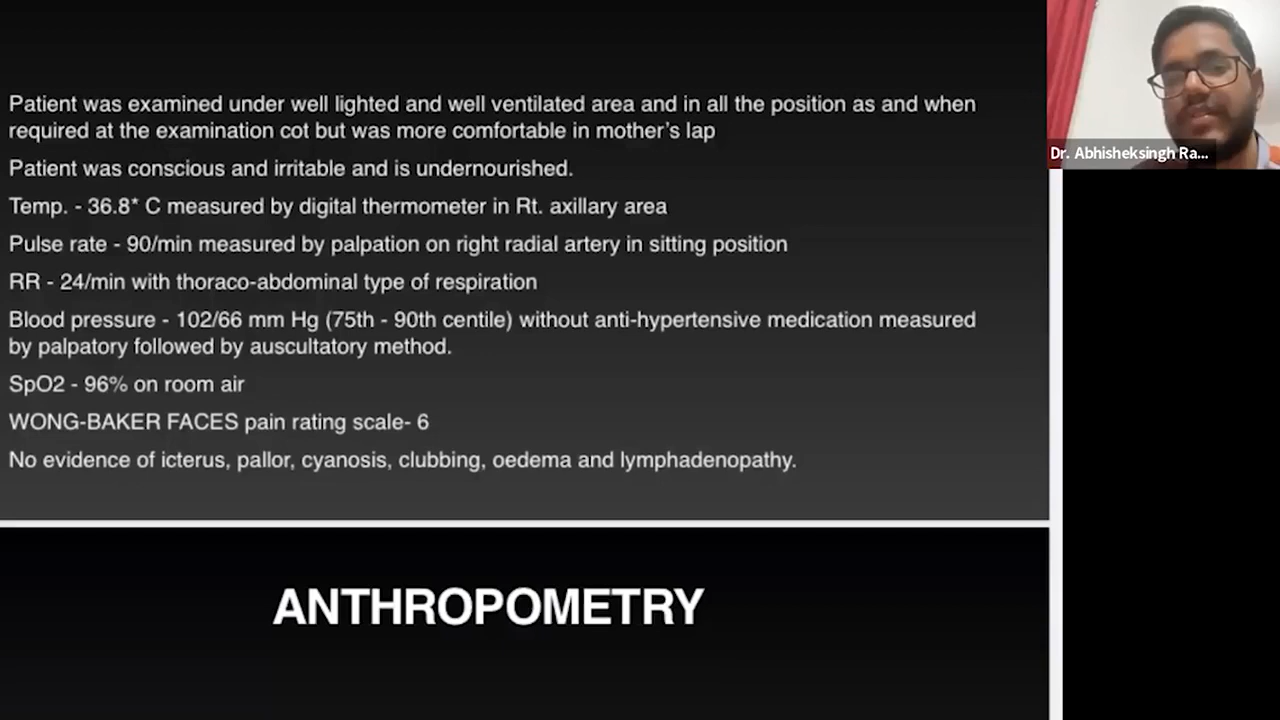 Patient was examined under well lighted and well ventilated area and in all the position as and when
required at the examination cot but was more comfortable in mother's lap
Patient was conscious and irritable and is undernourished.
Temp. - 36.8* C measured by digital thermometer in Rt. axillary area
Pulse rate - 90/min measured by palpation on right radial artery in sitting position
RR - 24/min with thoraco-abdominal type of respiration
Blood pressure - 102/66 mm Hg (75th - 90th centile) without anti-hypertensive medication measured
by palpatory followed by auscultatory method.
SpO2 - 96% on room air
WONG-BAKER FACES pain rating scale- 6
No evidence of icterus, pallor, cyanosis, clubbing, oedema and lymphadenopathy.
ANTHROPOMETRY
Dr. Abhisheksingh Ra...